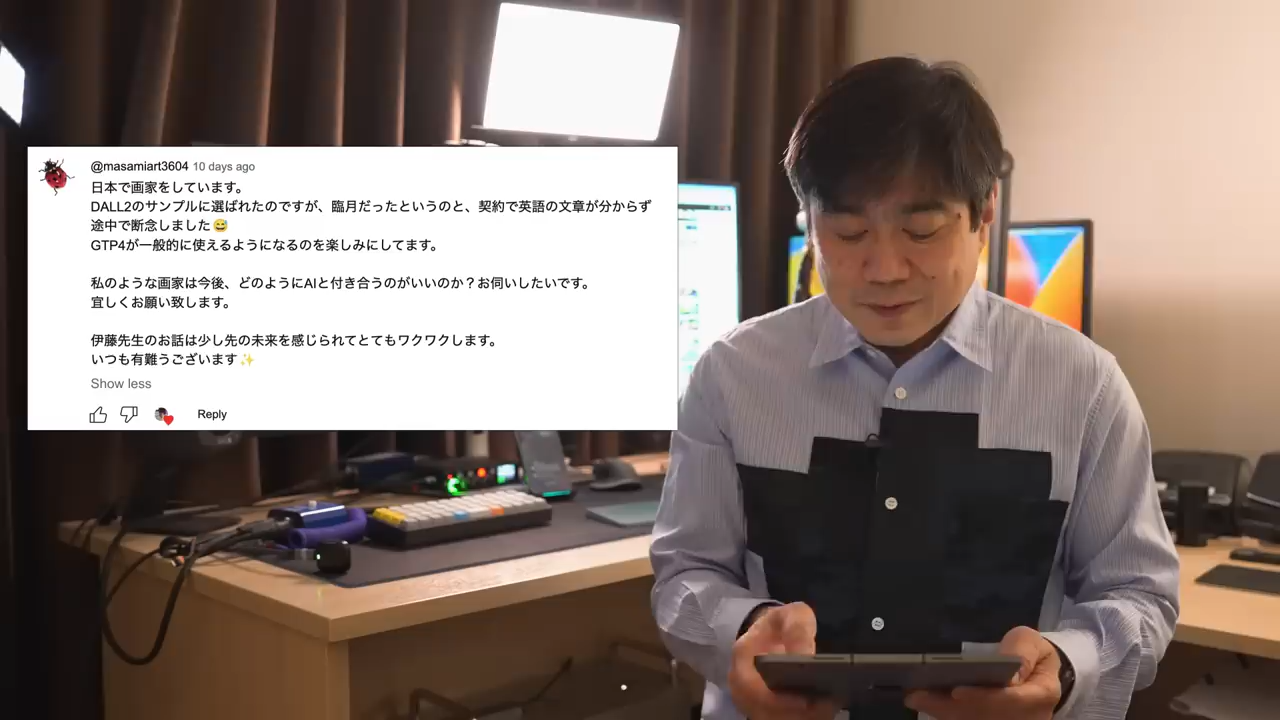 @masamiart3604 10 days ago
日本で画家をしています。
DALL2のサンプルに選ばれたのですが、臨月だったというのと、契約で英語の文章が分からず
途中で断念しました😅
GTP4が一般的に使えるようになるのを楽しみにしてます。
私のような画家は今後、どのようにAIと付き合うのがいいのか？お伺いしたいです。
宜しくお願い致します。
伊藤先生のお話は少し先の未来を感じられてとてもワクワクします。
いつも有難うございます✨
Show less
Reply